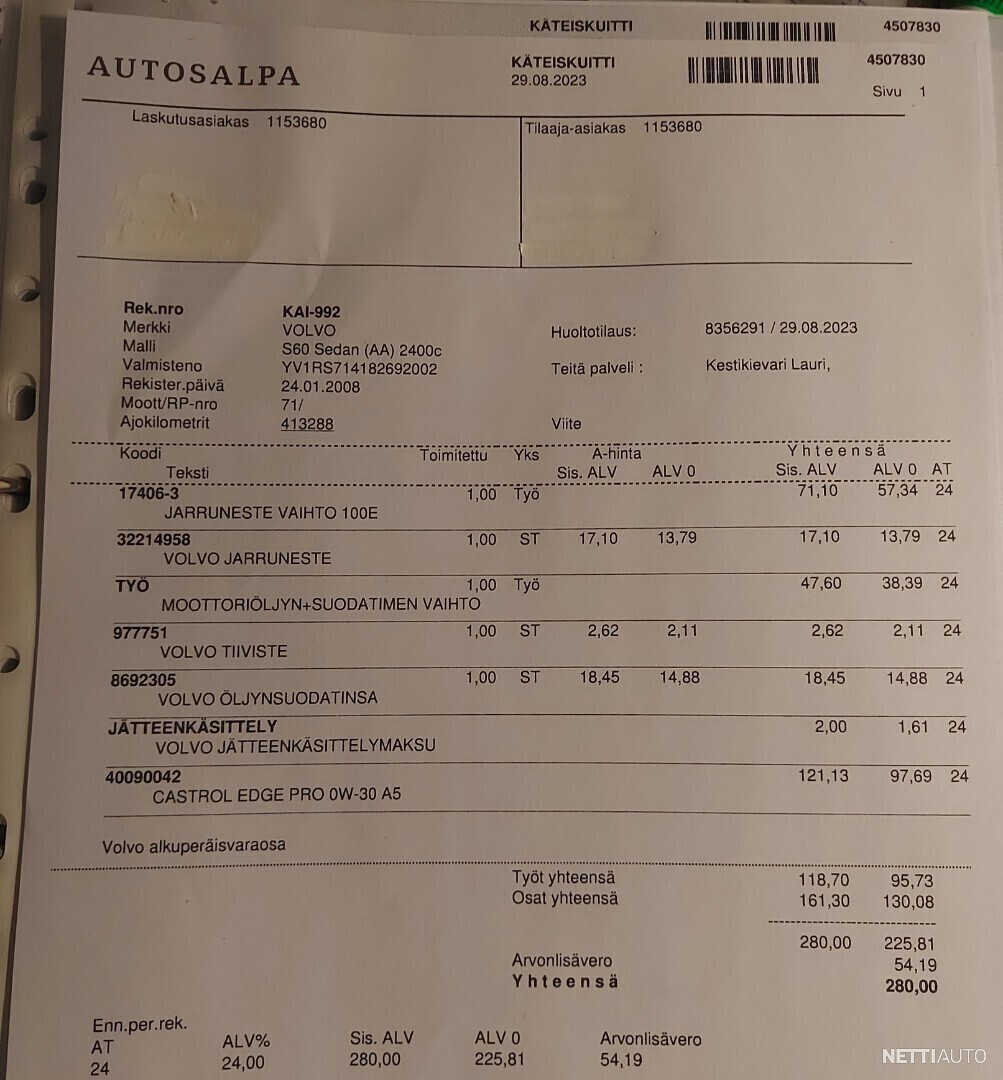 KÄTEISKUITTI 4507830
AUTOSALPA KÄTEISKUITTI 4507830
29.08.2023
Sivu 1
Laskutusasiakas 1153680 Tilaaja-asiakas 1153680
Rek.nro KAI-992
Merkki VOLVO Huoltotilaus: 8356291 / 29.08.2023
Malli S60 Sedan (AA) 2400c
Valmisteno YV1RS714182692002 Teitä palveli : Kestikievari Lauri,
Rekister.päivä 24.01.2008
Moott/RP-nro 71/
Ajokilometrit 413288 Viite
Koodi Toimitettu Yks A-hinta Yhteensä
Teksti Sis. ALV ALV 0 Sis. ALV ALV 0 AT
17406-3 1,00 Työ 71,10 57,34 24
JARRUNESTE VAIHTO 100E
32214958 1,00 ST 17,10 13,79 17,10 13,79 24
VOLVO JARRUNESTE
TYÖ 1,00 Työ 47,60 38,39 24
MOOTTORIÖLJYN+SUODATIMEN VAIHTO
977751 1,00 ST 2,62 2,11 2,62 2,11 24
VOLVO TIIVISTE
8692305 1,00 ST 18,45 14,88 18,45 14,88 24
VOLVO ÖLJYNSUODATINSA
JÄTTEENKÄSITTELY 2,00 1,61 24
VOLVO JÄTTEENKÄSITTELYMAKSU
40090042 121,13 97,69 24
CASTROL EDGE PRO 0W-30 A5
Volvo alkuperäisvaraosa
Työt yhteensä 118,70 95,73
Osat yhteensä 161,30 130,08
280,00 225,81
Arvonlisävero 54,19
Yhteensä 280,00
Enn.per.rek.
AT ALV% Sis. ALV ALV 0 Arvonlisävero
24 24,00 280,00 225,81 54,19
NETTIAUTO